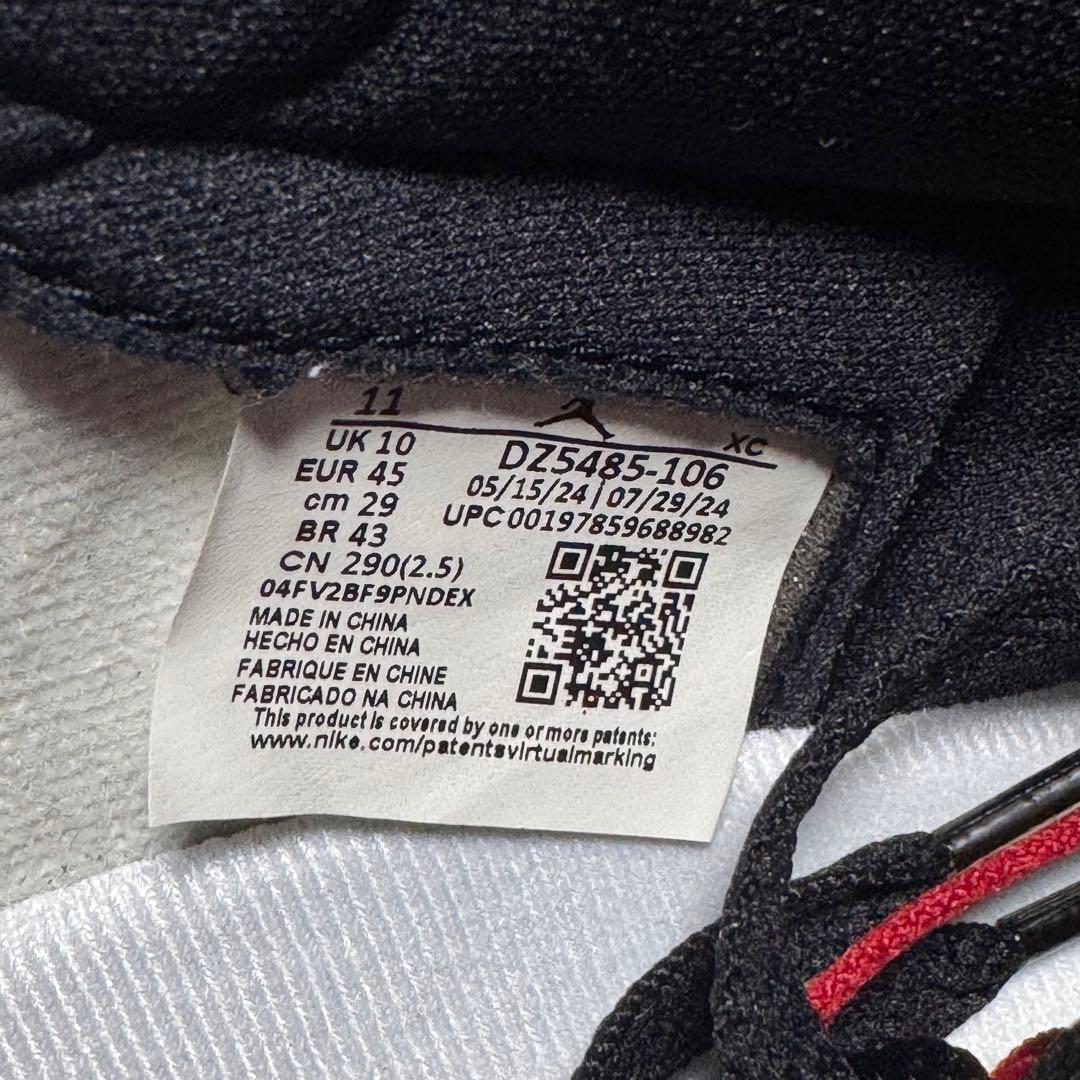 11
XC
UK 10
EUR 45
cm 29
BR 43
CN 290(2.5)
04FV2BF9PNDEX
DZ5485-106
05/15/24 | 07/29/24
UPC 00197859688982
MADE IN CHINA
HECHO EN CHINA
FABRIQUE EN CHINE
FABRICADO NA CHINA
This product is covered by one or more patents:
www.nike.com/patentsvirtualmarking